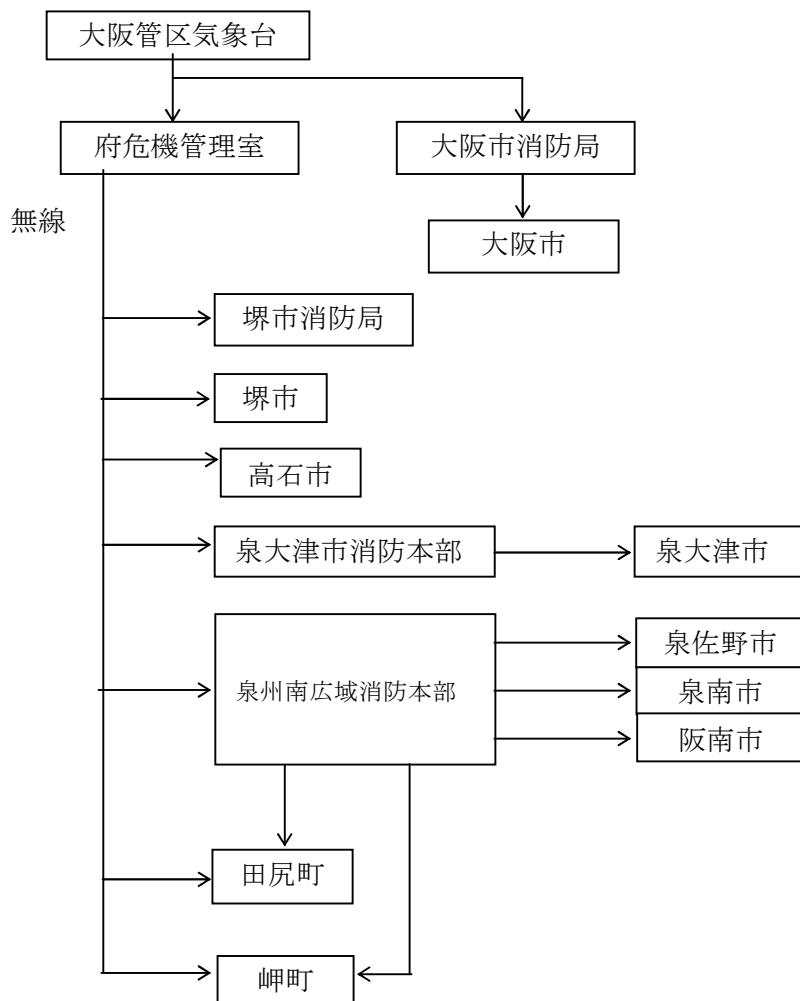 大阪管区気象台
府危機管理室
大阪市消防局
無線
大阪市
堺市消防局
堺市
高石市
泉大津市消防本部
泉大津市
泉佐野市
泉州南広域消防本部
泉南市
阪南市
田尻町
岬町